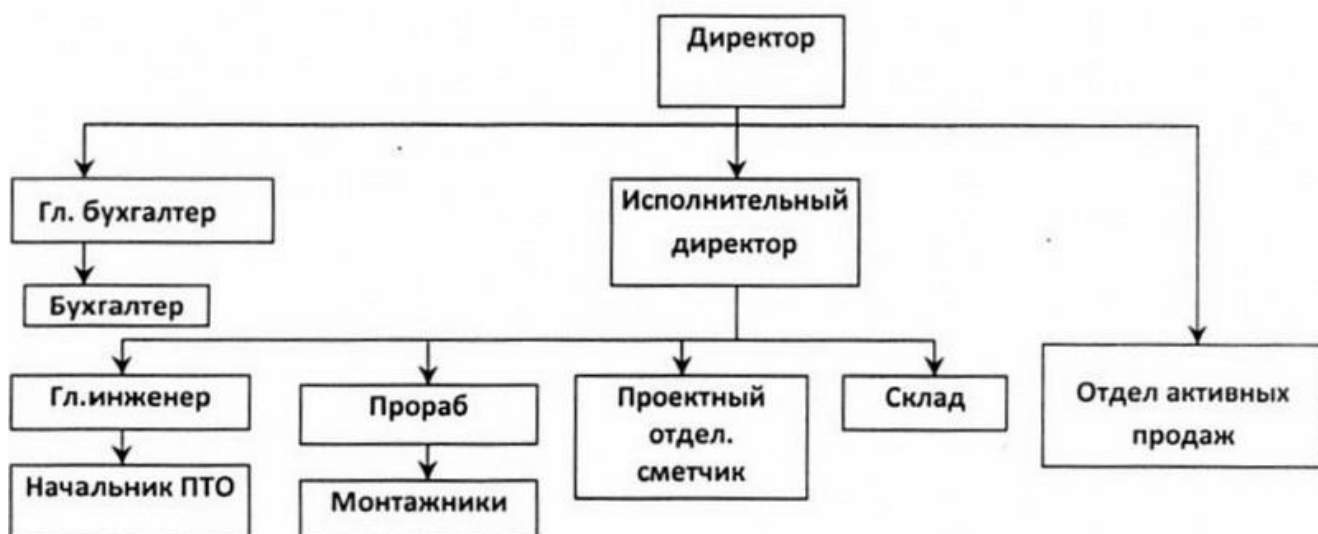 Директор
Гл. бухгалтер
Исполнительный
директор
Бухгалтер
Гл.инженер
Прораб
Проектный
отдел.
сметчик
Склад
Отдел активных
продаж
Начальник ПТО
Монтажники